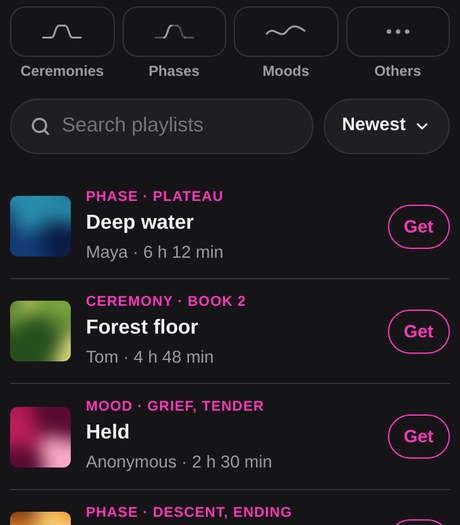 Ceremonies
Phases
Moods
Others
Search playlists
Newest
PHASE · PLATEAU
Deep water
Maya · 6 h 12 min
Get
CEREMONY · BOOK 2
Forest floor
Tom · 4 h 48 min
Get
MOOD · GRIEF, TENDER
Held
Anonymous · 2 h 30 min
Get
PHASE · DESCENT, ENDING